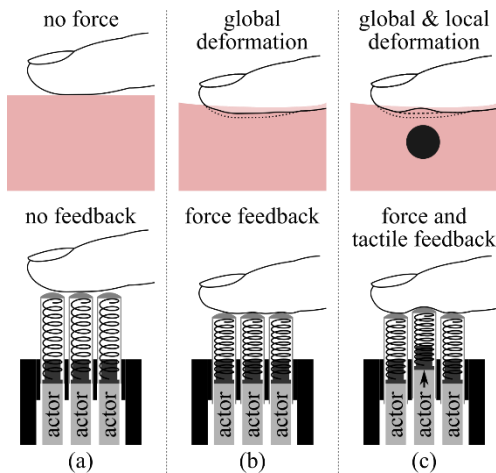 no force
global
deformation
global & local
deformation
no feedback
force feedback
force and
tactile feedback
actor
actor
actor
actor
actor
actor
actor
actor
actor
(a)
(b)
(c)